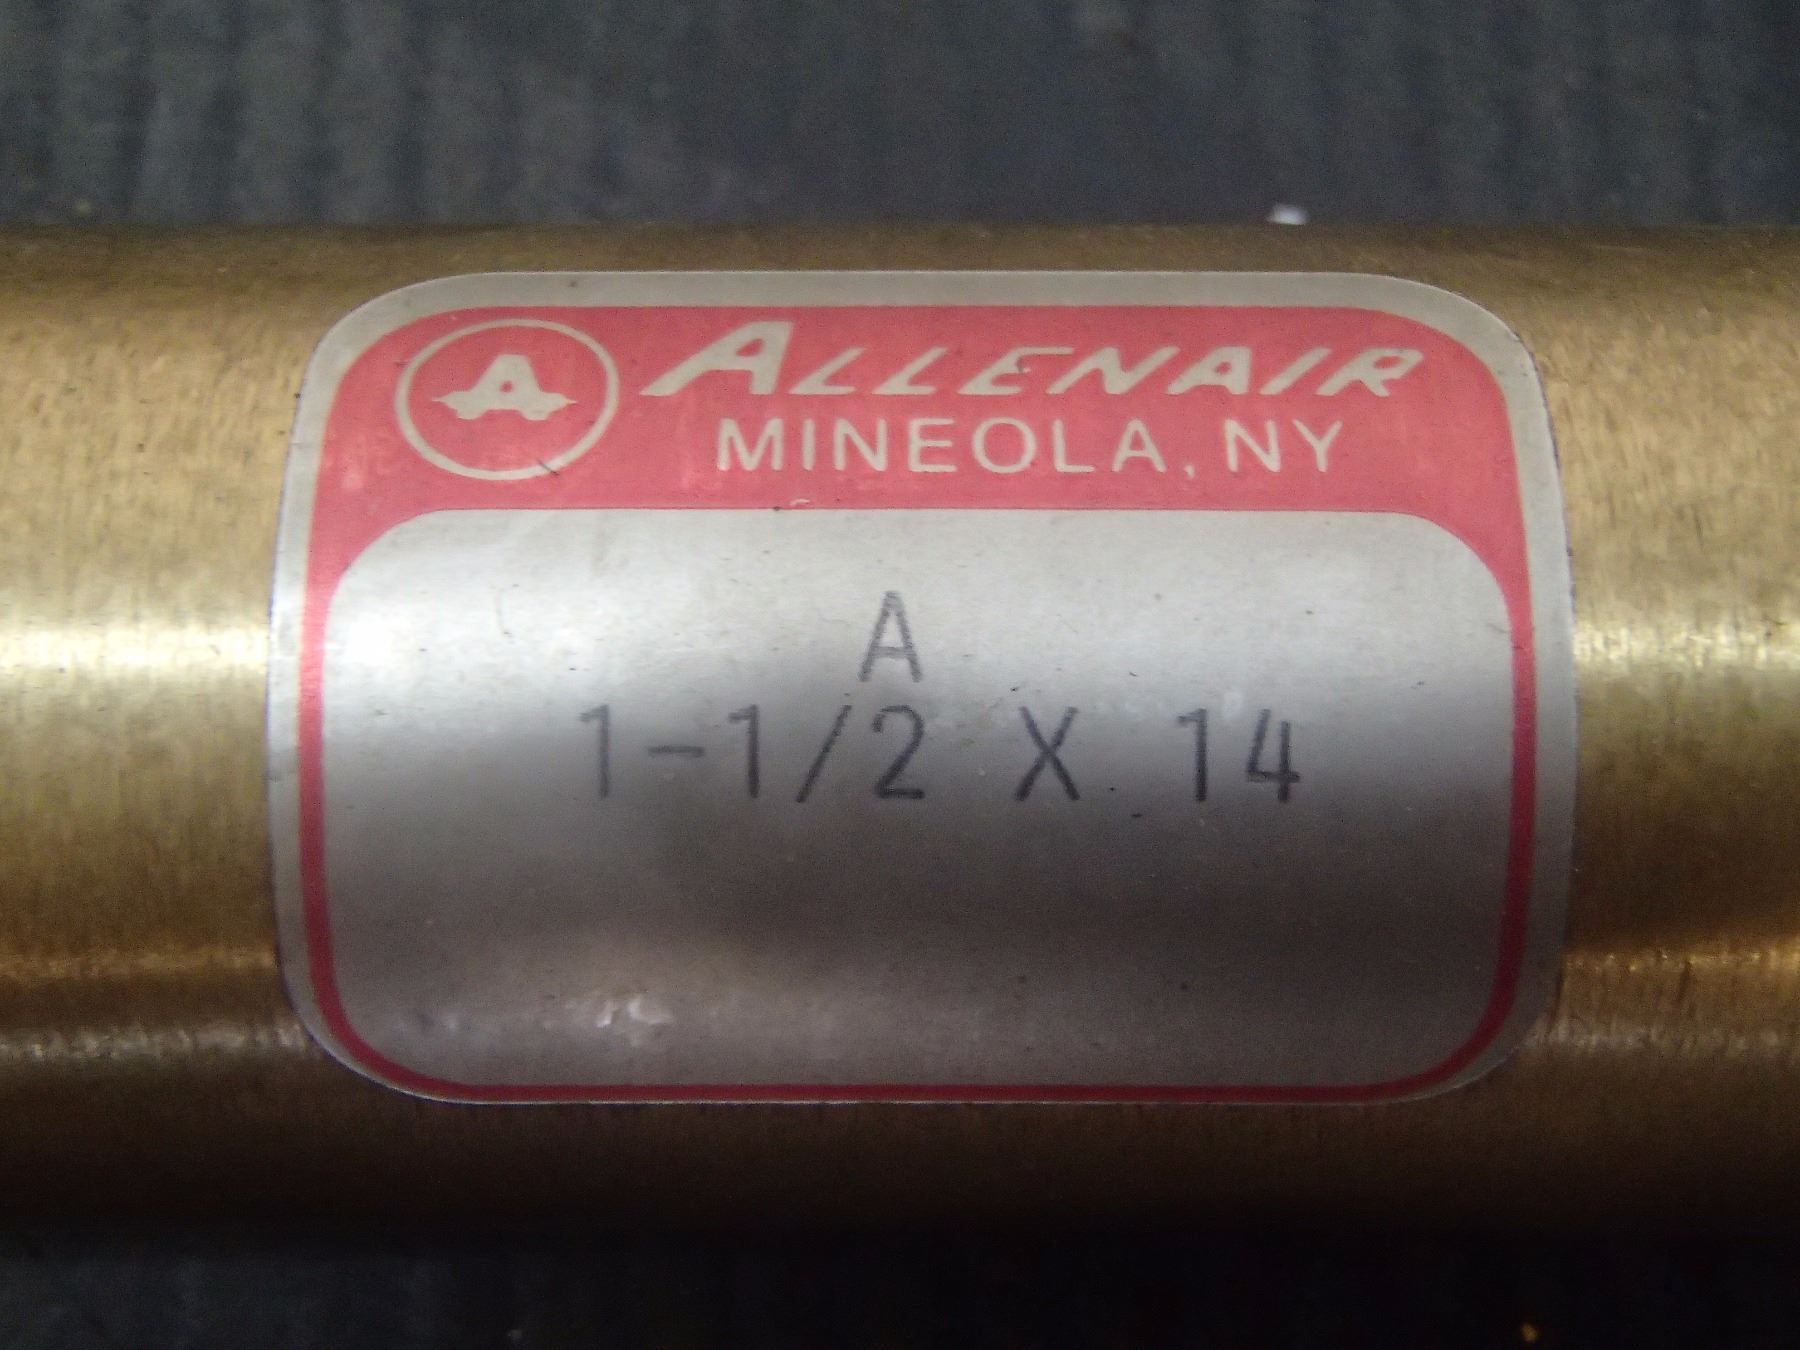 A ALLENAIR
MINEOLA, NY
A
1-1/2 X 14